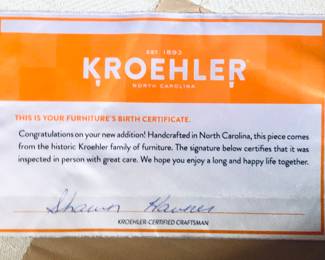 EST. 1893
KROEHLER
NORTH CAROLINA
THIS IS YOUR FURNITURE'S BIRTH CERTIFICATE.
Congratulations on your new addition! Handcrafted in North Carolina, this piece comes
from the historic Kroehler family of furniture. The signature below certifies that it was
inspected in person with great care. We hope you enjoy a long and happy life together.
Shawn
KROEHLER-CERTIFIED CRAFTSMAN